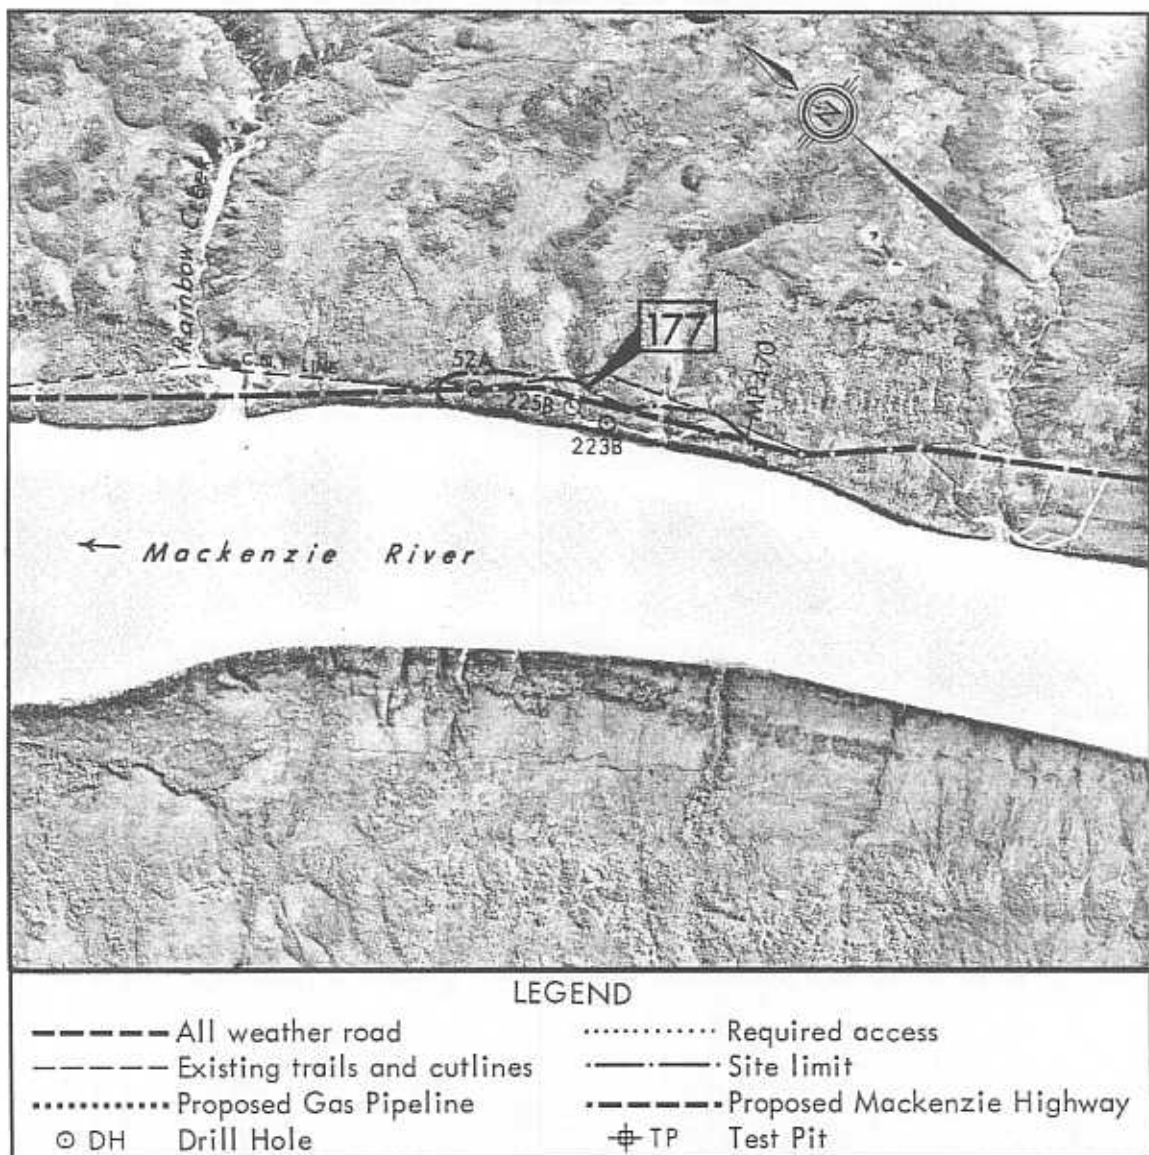 N
Rainbow Creek
177
C.N. LINE
52A
MP470
225B
223B
Mackenzie River
LEGEND
All weather road
Required access
Existing trails and cutlines
Site limit
Proposed Gas Pipeline
Proposed Mackenzie Highway
DH Drill Hole
TP Test Pit